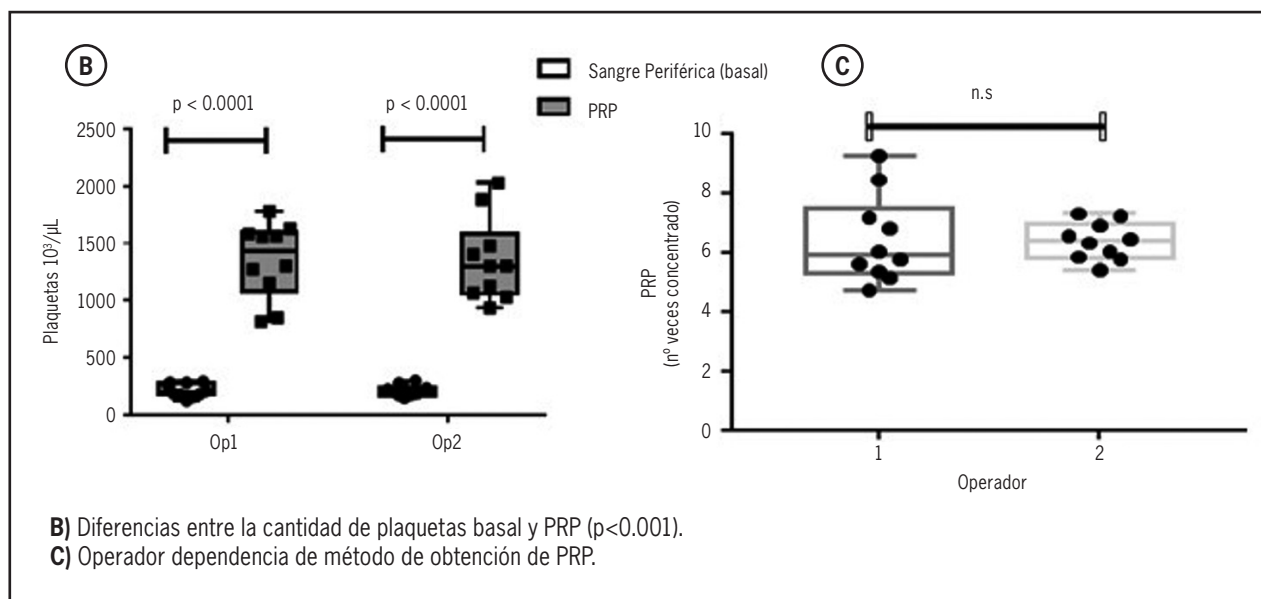 B
p < 0.0001
p < 0.0001
Sangre Periférica (basal)
PRP
2500
2000
1500
1000
500
0
Plaquetas 10³/µL
Op1
Op2
C
n.s
10
8
6
4
2
0
PRP
(nº veces concentrado)
1
2
Operador
B) Diferencias entre la cantidad de plaquetas basal y PRP (p<0.001).
C) Operador dependencia de método de obtención de PRP.